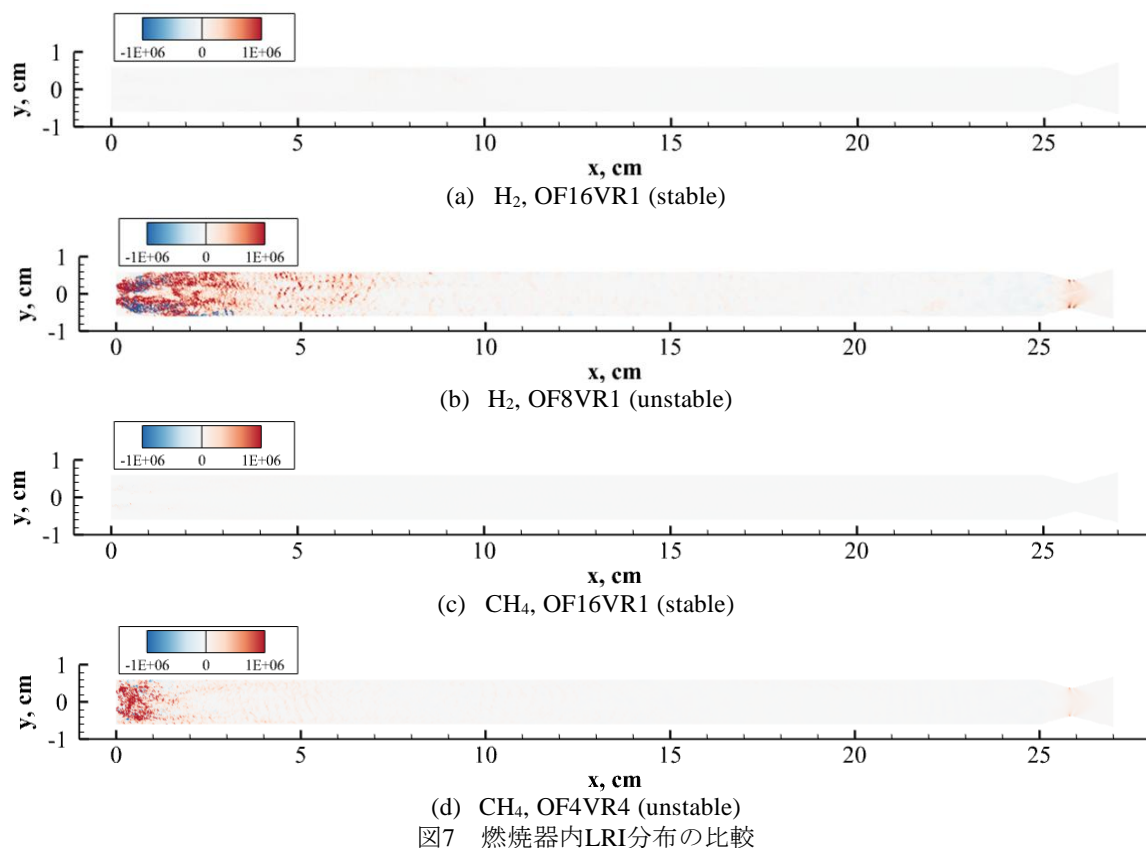 -1E+06 0 1E+06
1
0
-1
y, cm
0 5 10 15 20 25
x, cm
(a) H₂, OF16VR1 (stable)
-1E+06 0 1E+06
1
0
-1
y, cm
0 5 10 15 20 25
x, cm
(b) H₂, OF8VR1 (unstable)
-1E+06 0 1E+06
1
0
-1
y, cm
0 5 10 15 20 25
x, cm
(c) CH₄, OF16VR1 (stable)
-1E+06 0 1E+06
1
0
-1
y, cm
0 5 10 15 20 25
x, cm
(d) CH₄, OF4VR4 (unstable)
図7 燃焼器内LRI分布の比較